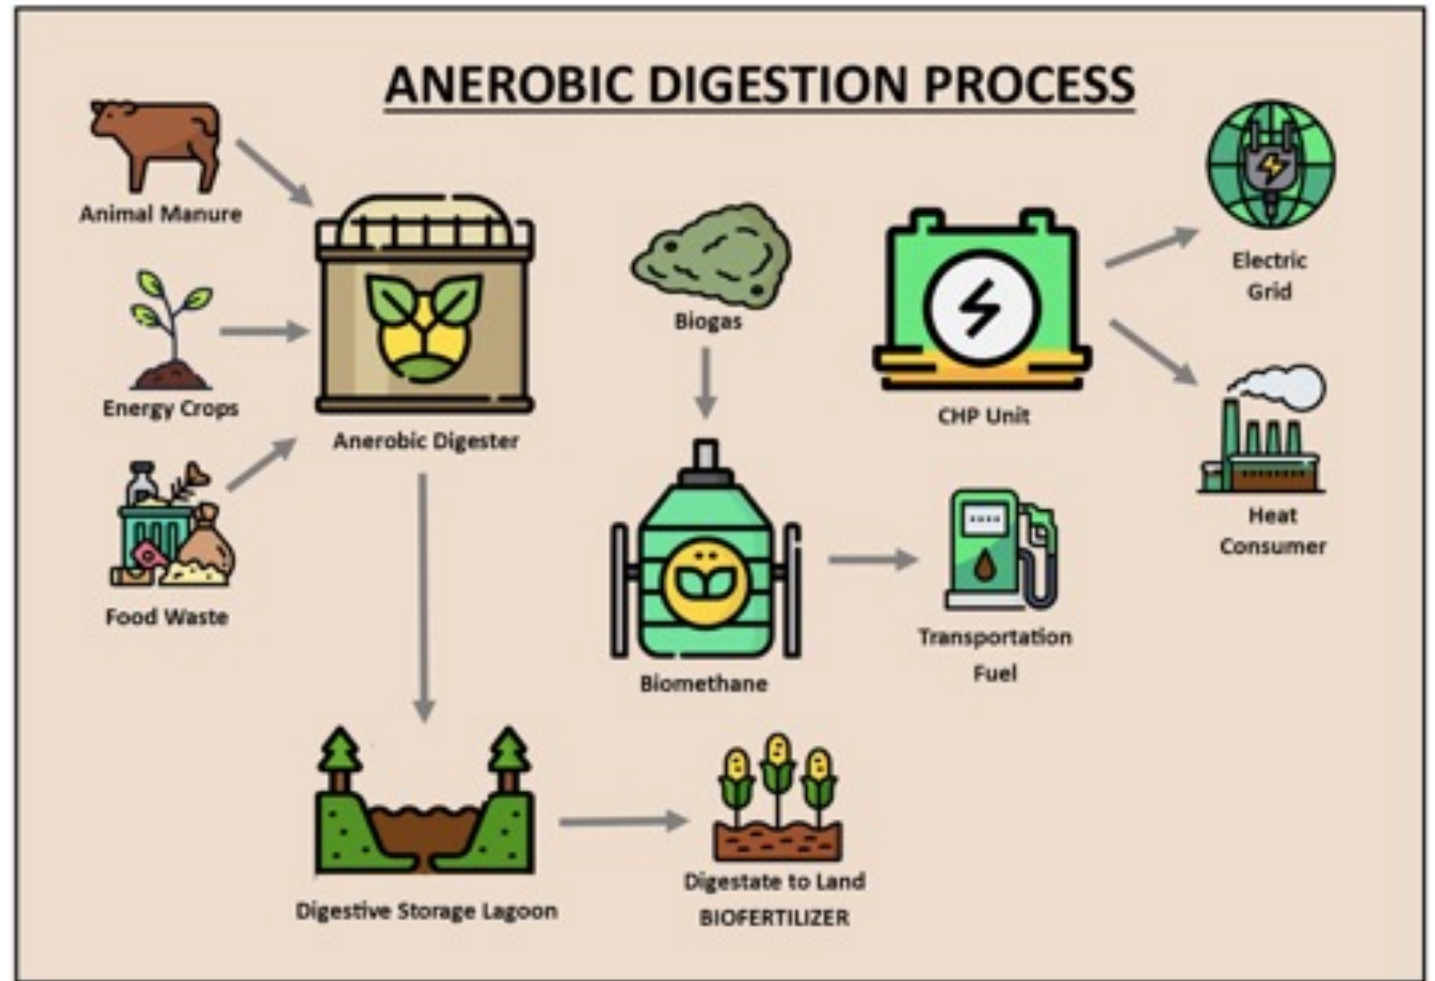 ANEROBIC DIGESTION PROCESS
Animal Manure
Energy Crops
Food Waste
Anerobic Digester
Biogas
CHP Unit
Electric
Grid
Heat
Consumer
Biomethane
Transportation
Fuel
Digestive Storage Lagoon
Digestate to Land
BIOFERTILIZER